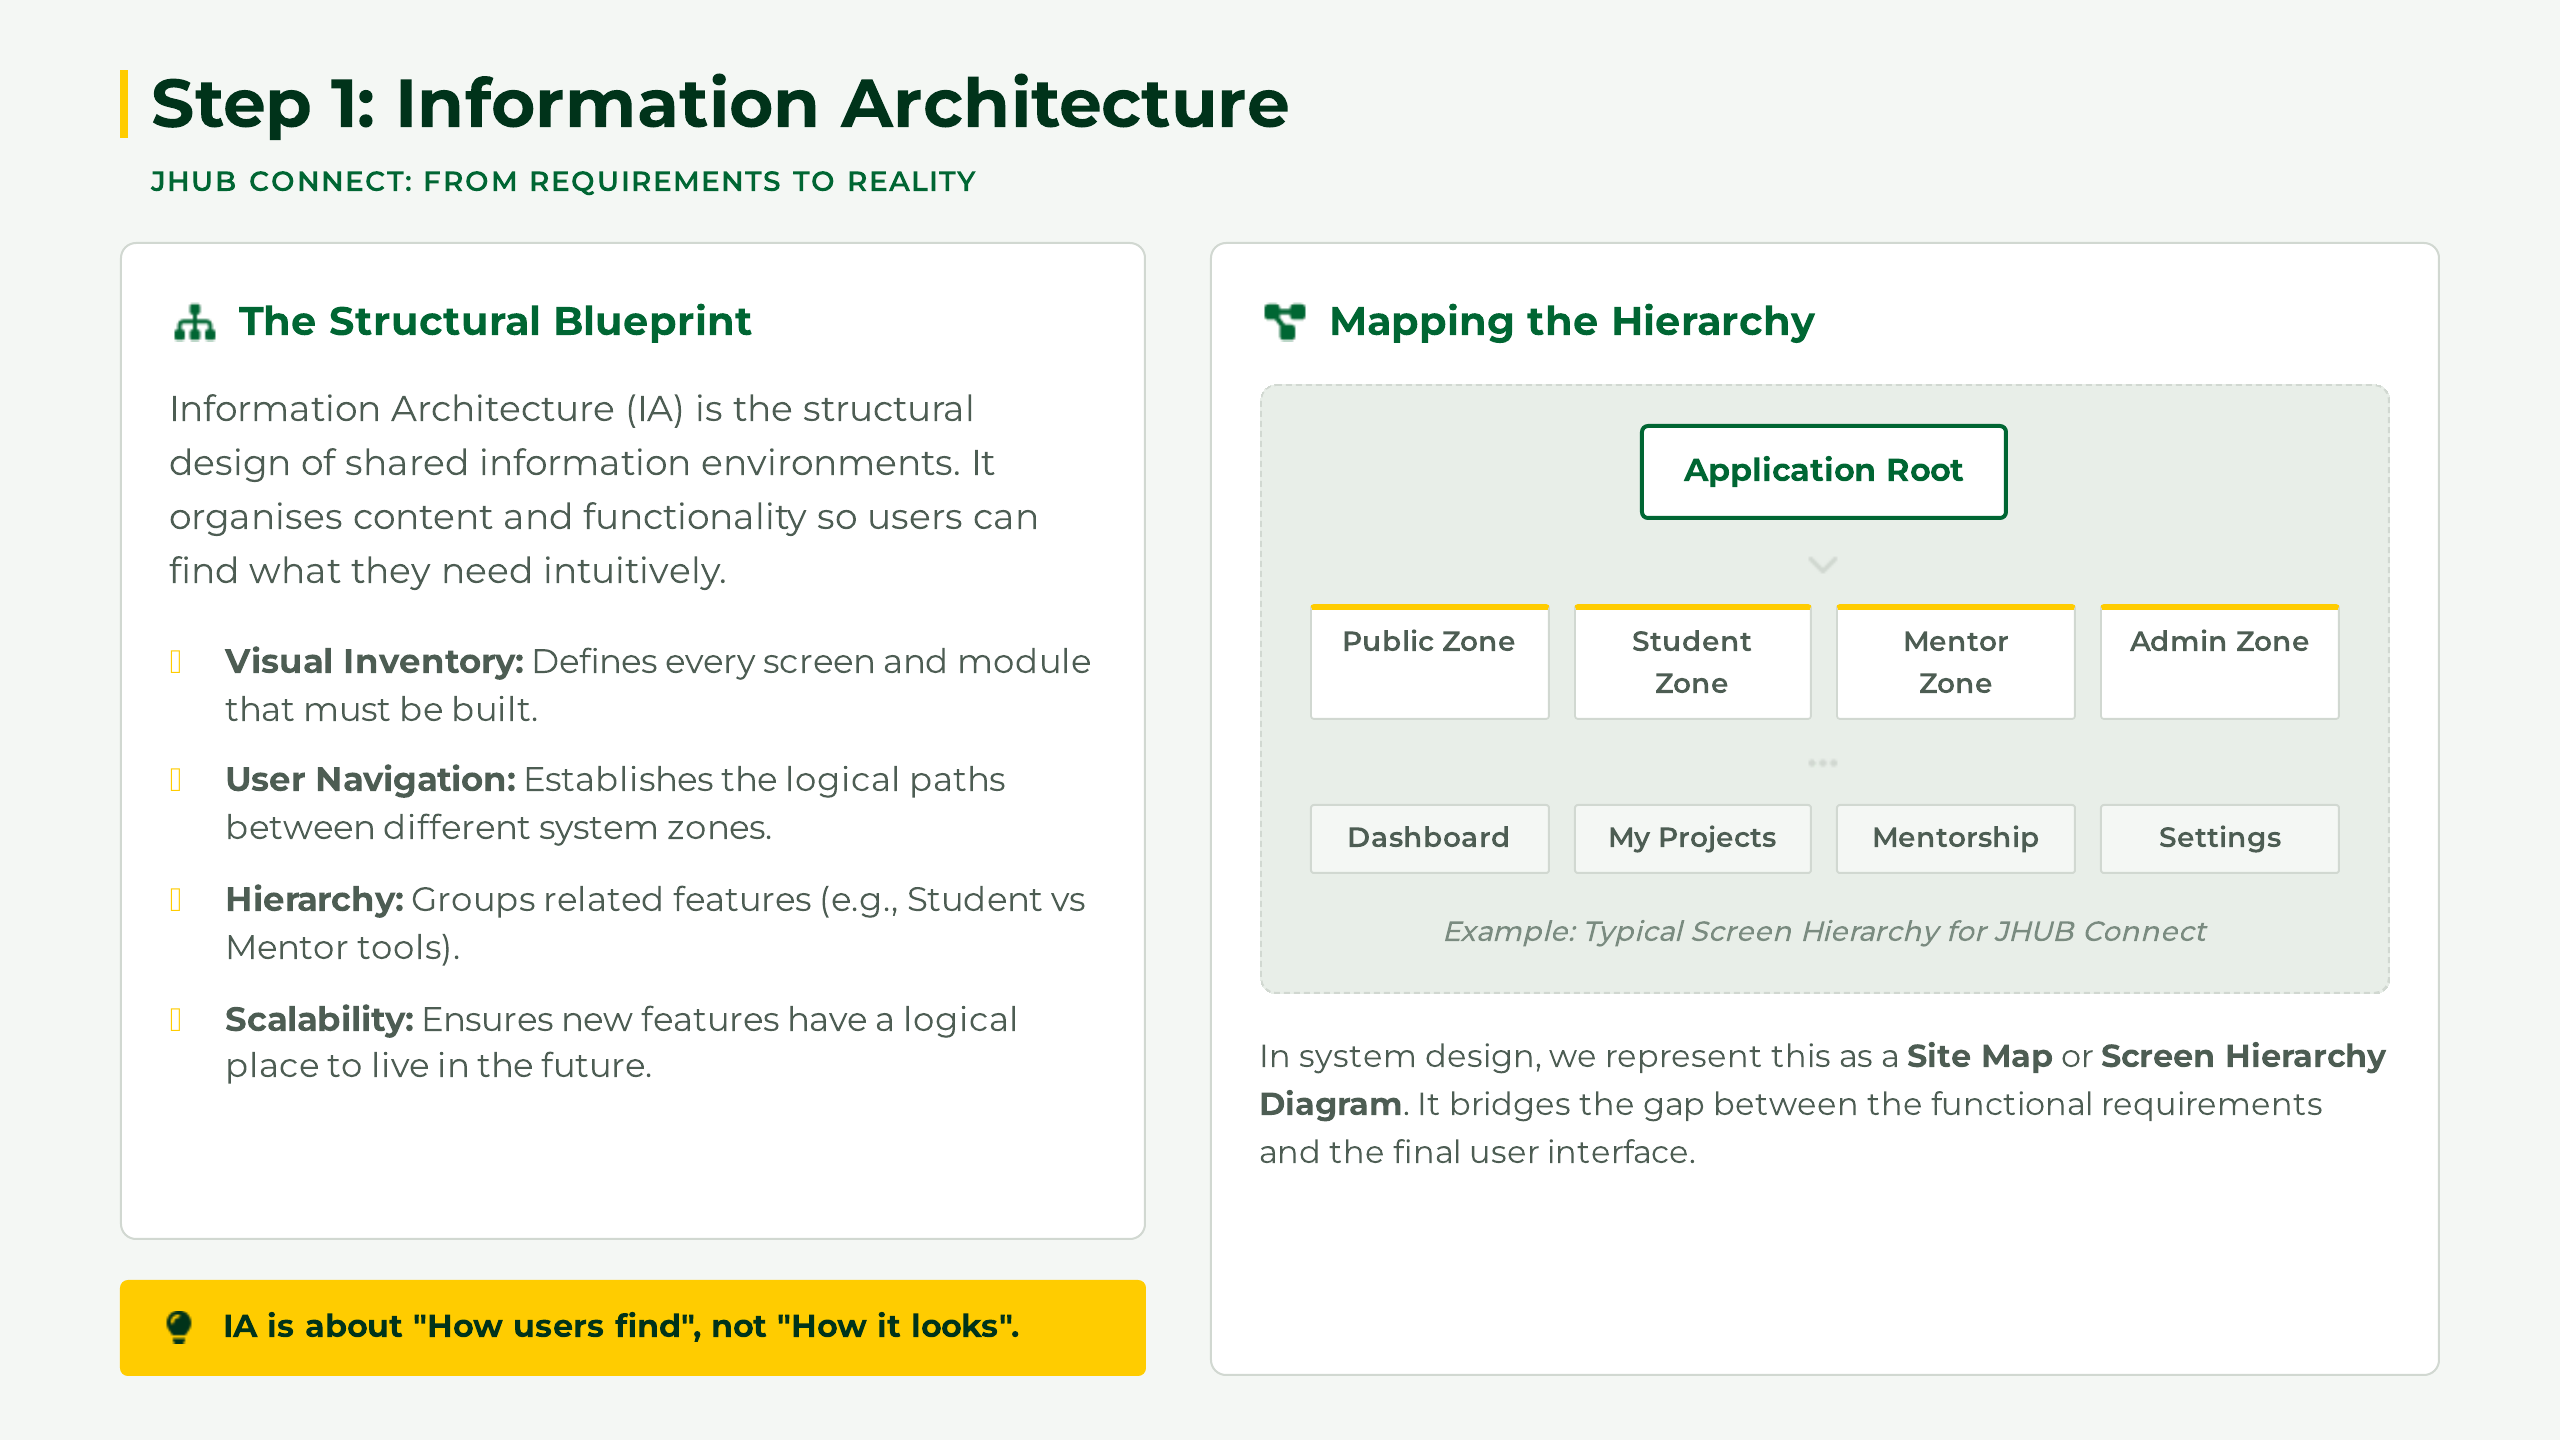 Step 1: Information Architecture
JHUB CONNECT: FROM REQUIREMENTS TO REALITY
The Structural Blueprint
Information Architecture (IA) is the structural
design of shared information environments. It
organises content and functionality so users can
find what they need intuitively.
Visual Inventory: Defines every screen and module
that must be built.
User Navigation: Establishes the logical paths
between different system zones.
Hierarchy: Groups related features (e.g., Student vs
Mentor tools).
Scalability: Ensures new features have a logical
place to live in the future.
IA is about "How users find", not "How it looks".
Mapping the Hierarchy
Application Root
Public Zone
Student
Zone
Mentor
Zone
Admin Zone
Dashboard
My Projects
Mentorship
Settings
Example: Typical Screen Hierarchy for JHUB Connect
In system design, we represent this as a Site Map or Screen Hierarchy
Diagram. It bridges the gap between the functional requirements
and the final user interface.